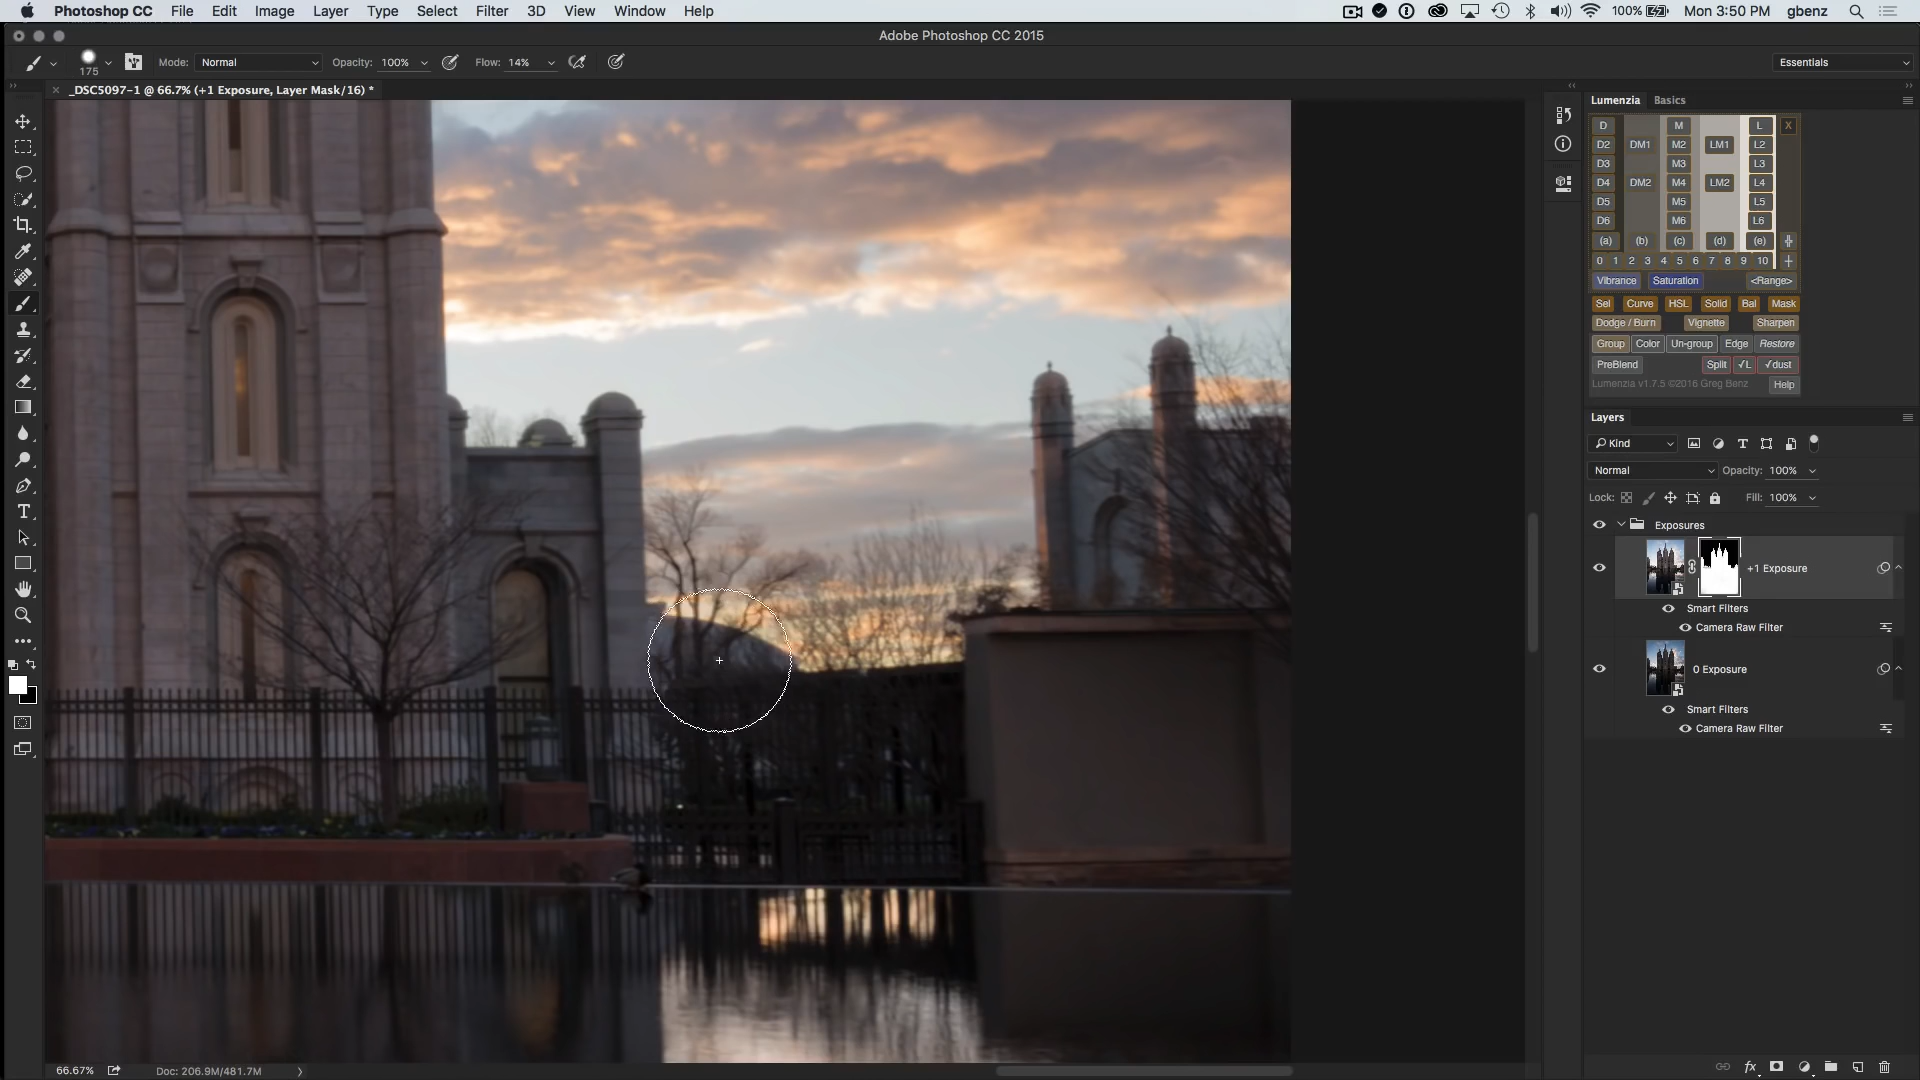 Photoshop CC File Edit Image Layer Type Select Filter 3D View Window Help 100% Mon 3:50 PM gbenz
Adobe Photoshop CC 2015
175 Mode: Normal Opacity: 100% Flow: 14% Essentials
_DSC5097-1 @ 66.7% (+1 Exposure, Layer Mask/16) *
Lumenzia Basics
D M L X
D2 DM1 M2 LM1 L2
D3 M3 L3
D4 DM2 M4 LM2 L4
D5 M5 L5
D6 M6 L6
(a) (b) (c) (d) (e)
0 1 2 3 4 5 6 7 8 9 10
Vibrance Saturation <Range>
Sel Curve HSL Solid Bal Mask
Dodge / Burn Vignette Sharpen
Group Color Un-group Edge Restore
PreBlend Split √L √dust
Lumenzia v1.7.5 ©2016 Greg Benz Help
Layers
Kind
Normal Opacity: 100%
Lock: Fill: 100%
Exposures
+1 Exposure
Smart Filters
Camera Raw Filter
0 Exposure
Smart Filters
Camera Raw Filter
66.67% Doc: 206.9M/481.7M
fx